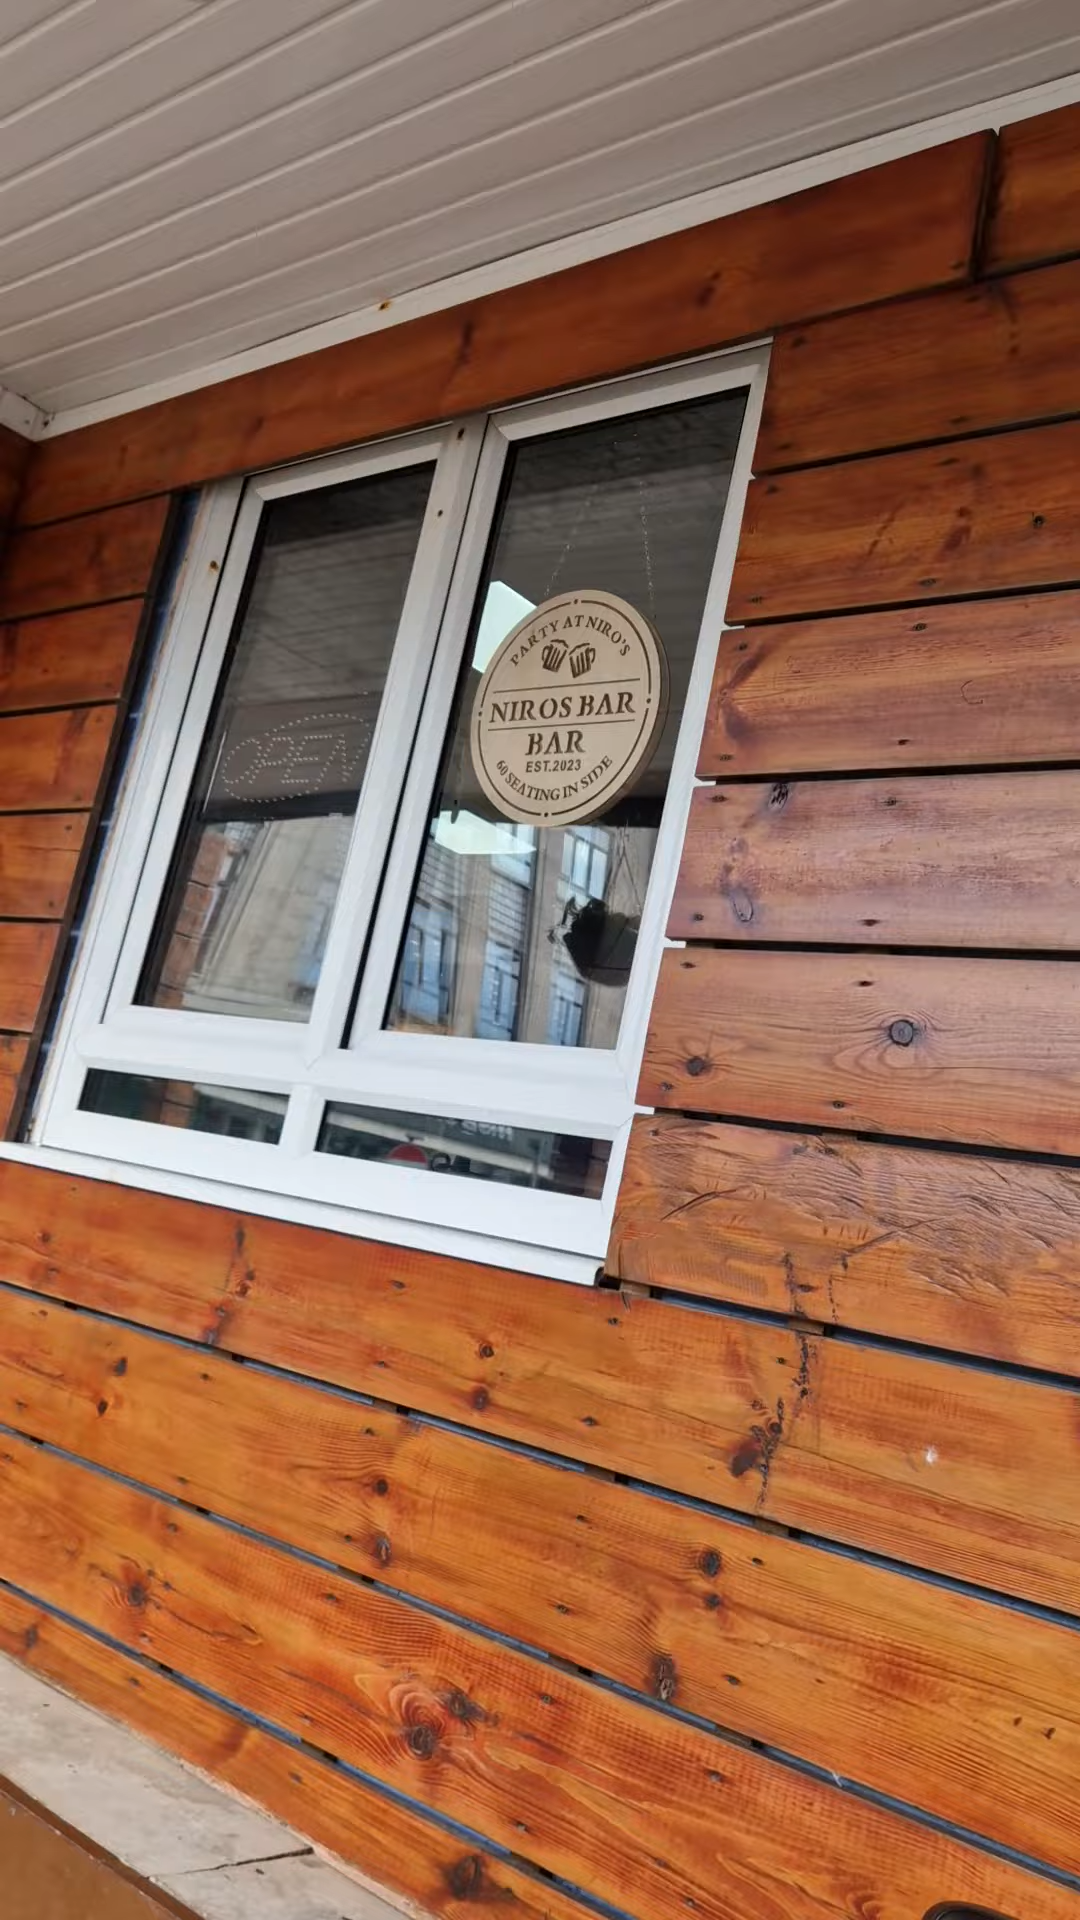 OPEN
PARTY AT NIRO'S
NIROS BAR
BAR
EST.2023
60 SEATING IN SIDE